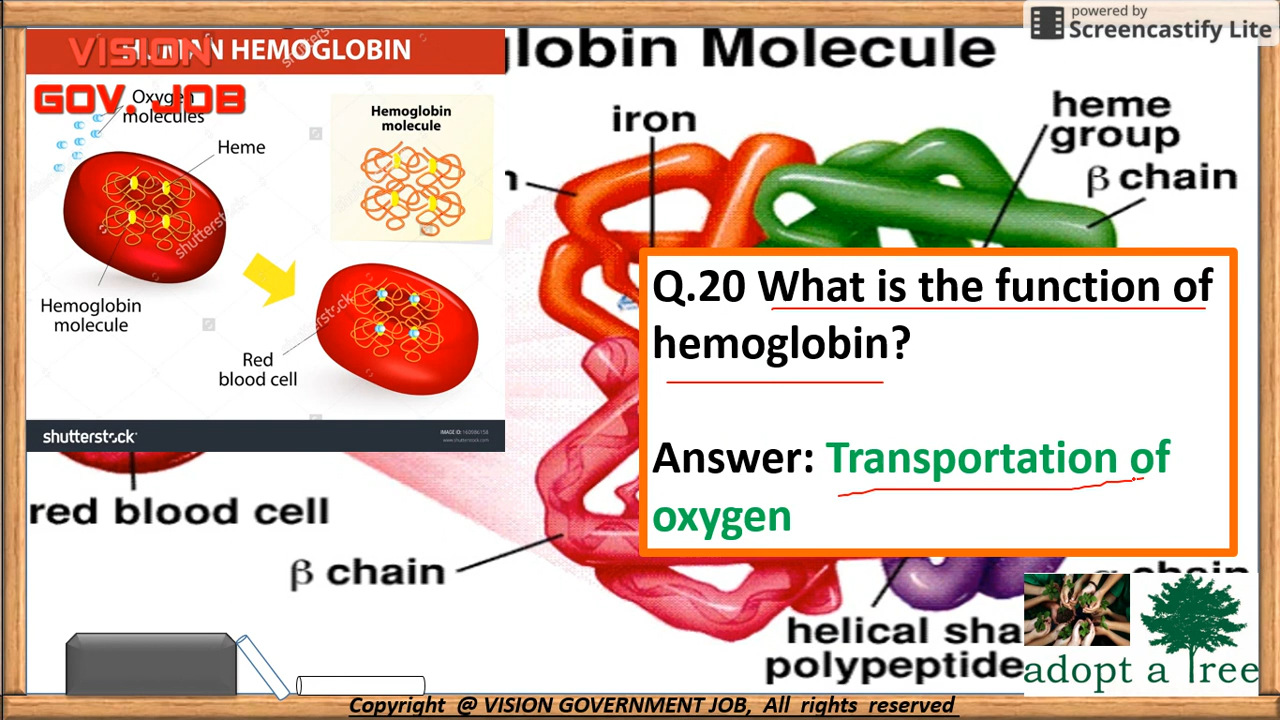 powered by
Screencastify Lite
VISION
GOV. JOB
HEMOGLOBIN
Oxygen
molecules
Hemoglobin
molecule
Heme
Hemoglobin
molecule
Red
blood cell
shutterstock
shutterstock
shutterstock
globin Molecule
iron
heme
group
β chain
Q.20 What is the function of
hemoglobin?
Answer: Transportation of
oxygen
red blood cell
β chain
helical sha
polypeptide
adopt a Tree
Copyright @ VISION GOVERNMENT JOB, All rights reserved